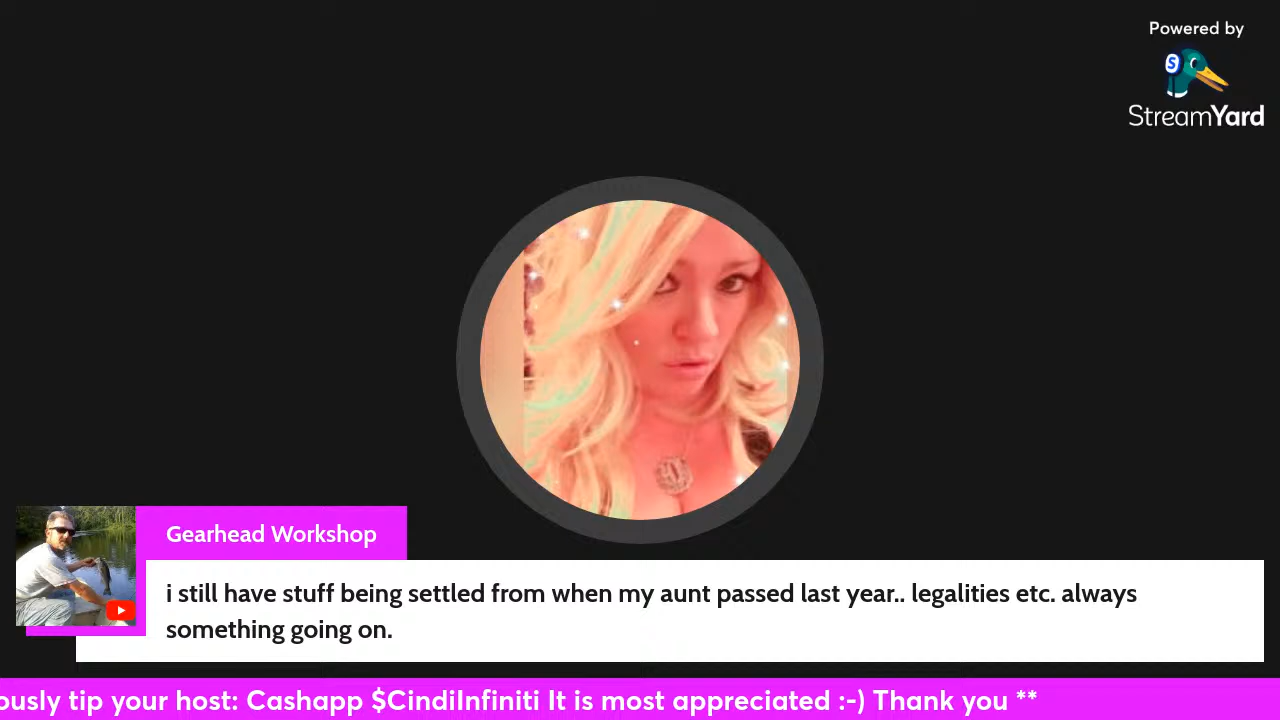 Powered by
S
StreamYard
Gearhead Workshop
i still have stuff being settled from when my aunt passed last year.. legalities etc. always
something going on.
ously tip your host: Cashapp $CindiInfiniti It is most appreciated :-) Thank you **